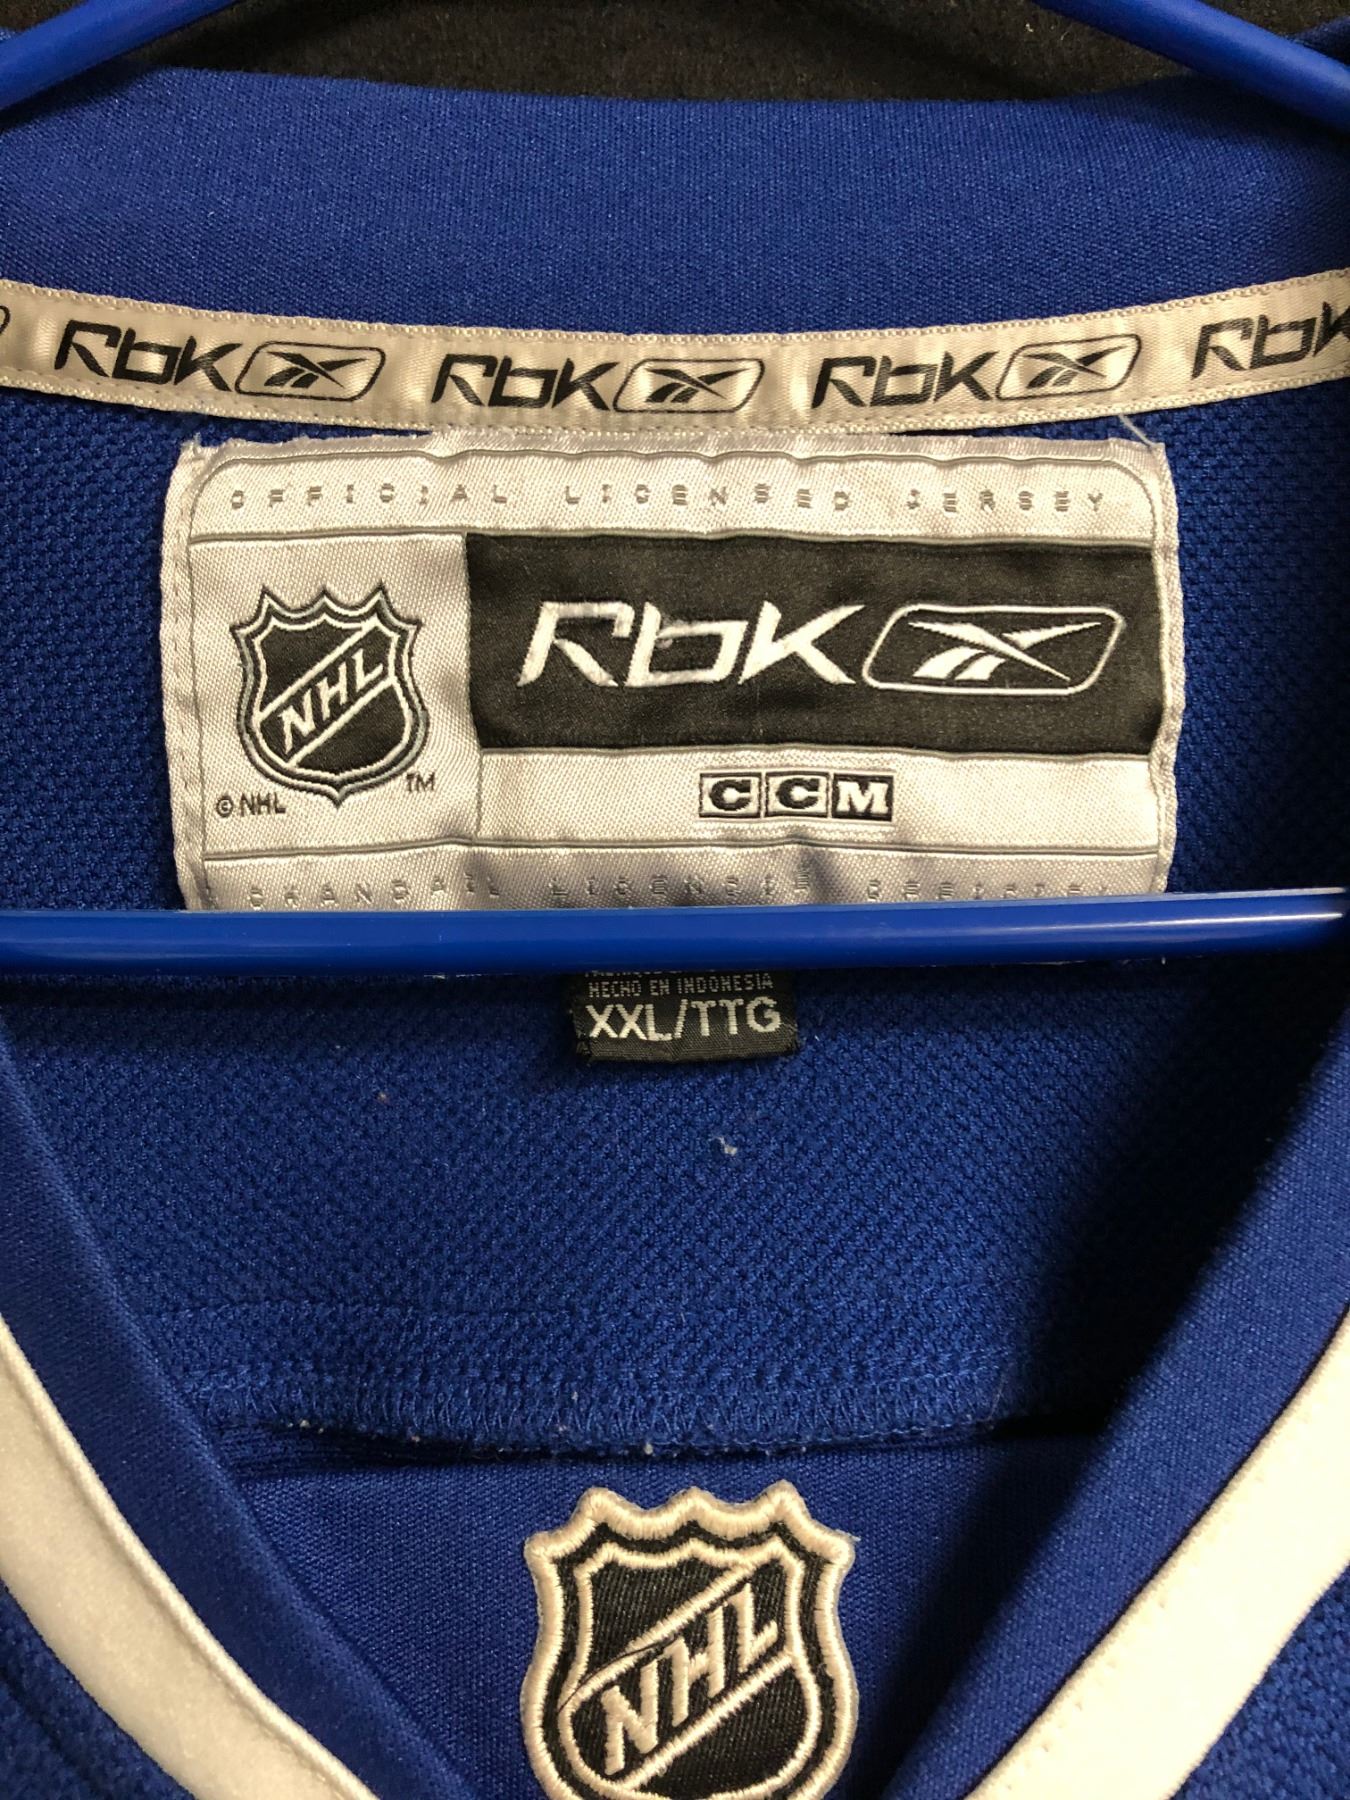 Rbk Rbk Rbk Rbk
OFFICIAL LICENSED JERSEY
NHL
TM
© NHL
Rbk
CCM
HECHO EN INDONESIA
XXL/TTG
NHL